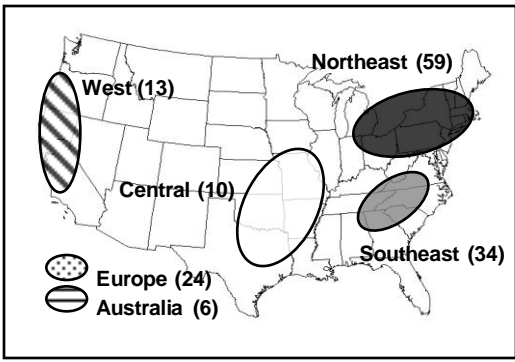 Northeast (59)
West (13)
Central (10)
Southeast (34)
Europe (24)
Australia (6)